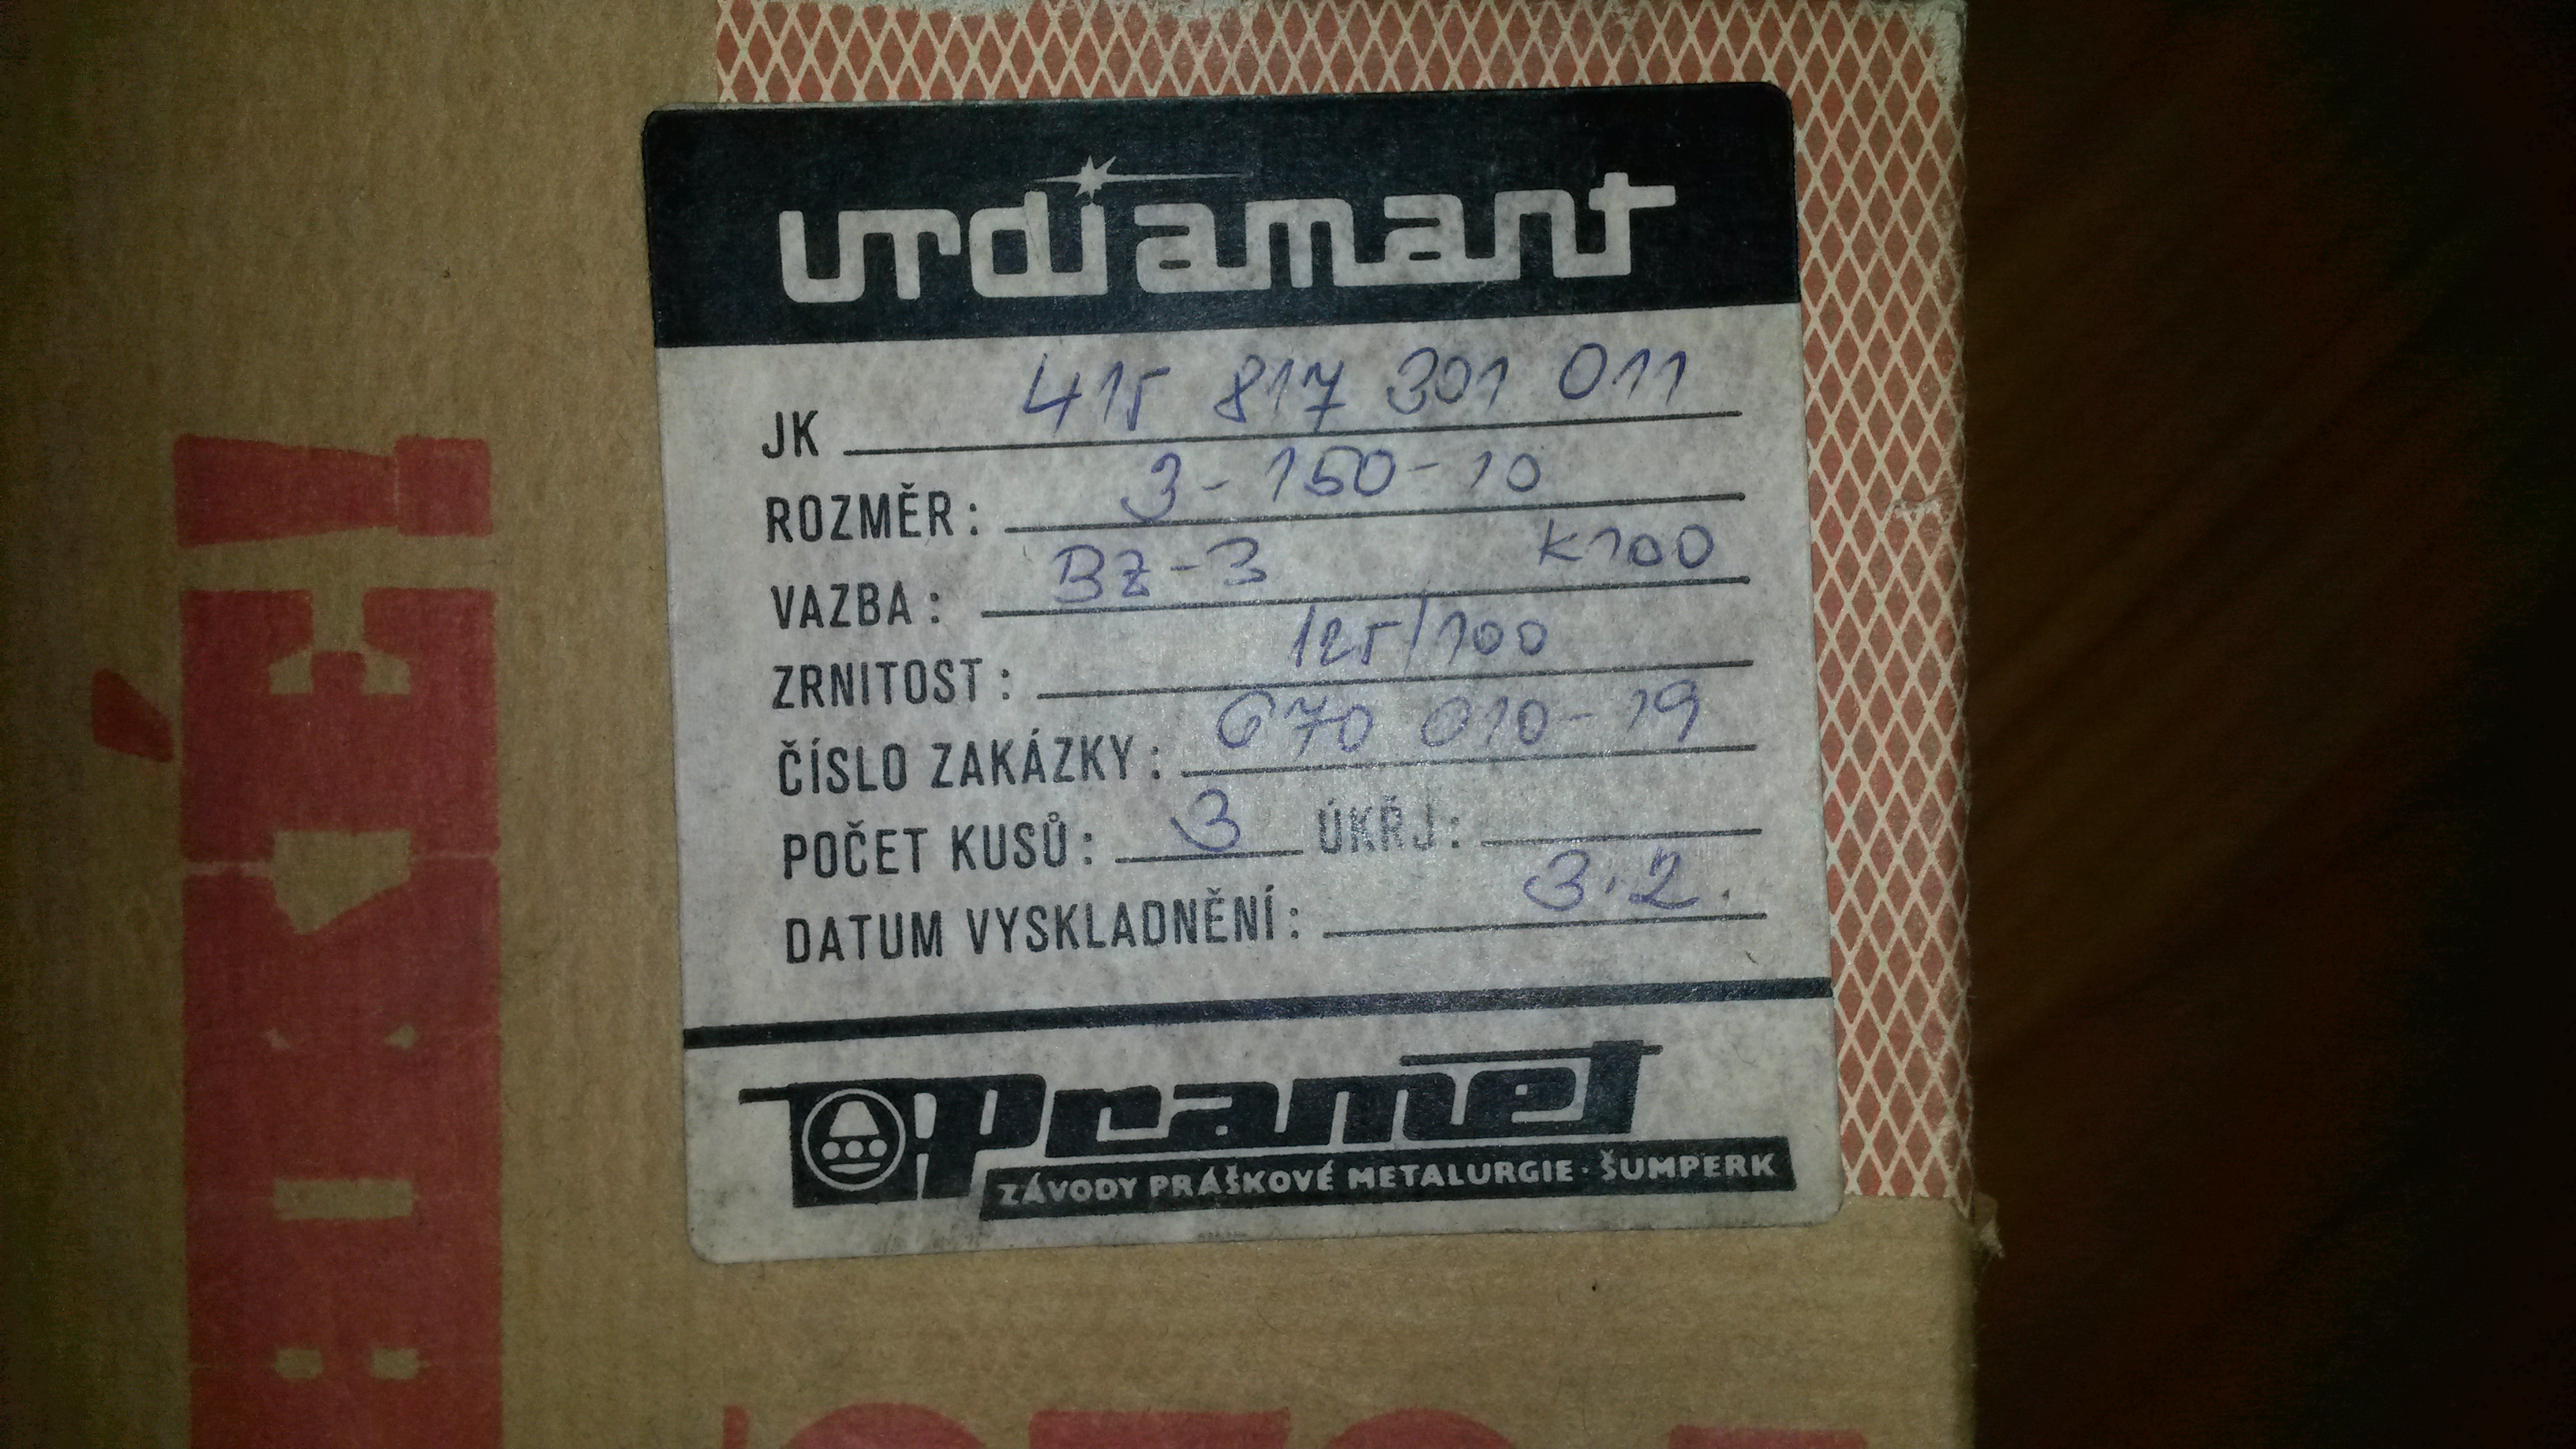 urdiamant
JK 415 817 301 011
ROZMĚR: 3-150-10
VAZBA: BZ-3 K100
ZRNITOST: 125/100
ČÍSLO ZAKÁZKY: 670 010-19
POČET KUSŮ: 3 ÚKŘJ:
DATUM VYSKLADNĚNÍ: 3.2.
Pramet
ZÁVODY PRÁŠKOVÉ METALURGIE · ŠUMPERK